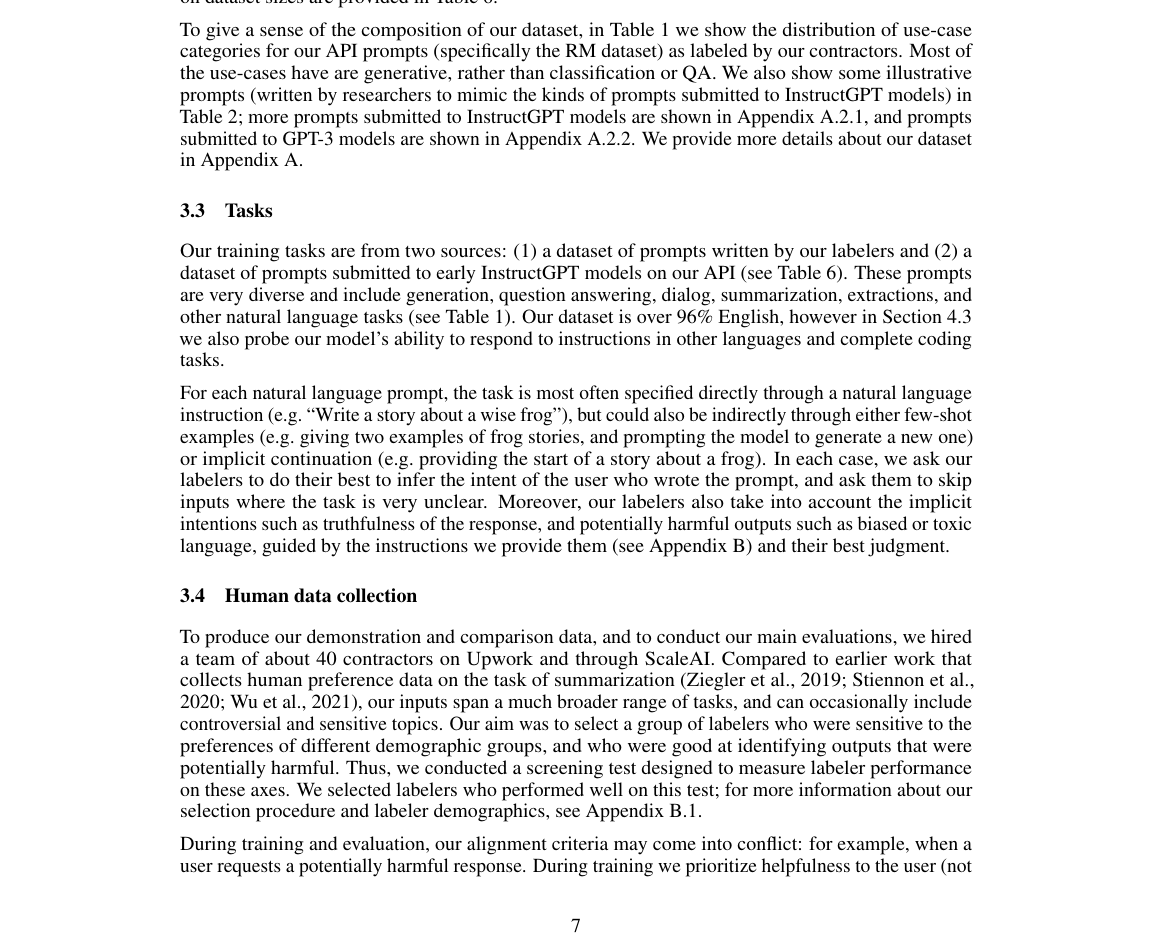 on dataset sizes are provided in Table 6.
To give a sense of the composition of our dataset, in Table 1 we show the distribution of use-case
categories for our API prompts (specifically the RM dataset) as labeled by our contractors. Most of
the use-cases have are generative, rather than classification or QA. We also show some illustrative
prompts (written by researchers to mimic the kinds of prompts submitted to InstructGPT models) in
Table 2; more prompts submitted to InstructGPT models are shown in Appendix A.2.1, and prompts
submitted to GPT-3 models are shown in Appendix A.2.2. We provide more details about our dataset
in Appendix A.
3.3 Tasks
Our training tasks are from two sources: (1) a dataset of prompts written by our labelers and (2) a
dataset of prompts submitted to early InstructGPT models on our API (see Table 6). These prompts
are very diverse and include generation, question answering, dialog, summarization, extractions, and
other natural language tasks (see Table 1). Our dataset is over 96% English, however in Section 4.3
we also probe our model’s ability to respond to instructions in other languages and complete coding
tasks.
For each natural language prompt, the task is most often specified directly through a natural language
instruction (e.g. “Write a story about a wise frog”), but could also be indirectly through either few-shot
examples (e.g. giving two examples of frog stories, and prompting the model to generate a new one)
or implicit continuation (e.g. providing the start of a story about a frog). In each case, we ask our
labelers to do their best to infer the intent of the user who wrote the prompt, and ask them to skip
inputs where the task is very unclear. Moreover, our labelers also take into account the implicit
intentions such as truthfulness of the response, and potentially harmful outputs such as biased or toxic
language, guided by the instructions we provide them (see Appendix B) and their best judgment.
3.4 Human data collection
To produce our demonstration and comparison data, and to conduct our main evaluations, we hired
a team of about 40 contractors on Upwork and through ScaleAI. Compared to earlier work that
collects human preference data on the task of summarization (Ziegler et al., 2019; Stiennon et al.,
2020; Wu et al., 2021), our inputs span a much broader range of tasks, and can occasionally include
controversial and sensitive topics. Our aim was to select a group of labelers who were sensitive to the
preferences of different demographic groups, and who were good at identifying outputs that were
potentially harmful. Thus, we conducted a screening test designed to measure labeler performance
on these axes. We selected labelers who performed well on this test; for more information about our
selection procedure and labeler demographics, see Appendix B.1.
During training and evaluation, our alignment criteria may come into conflict: for example, when a
user requests a potentially harmful response. During training we prioritize helpfulness to the user (not
7